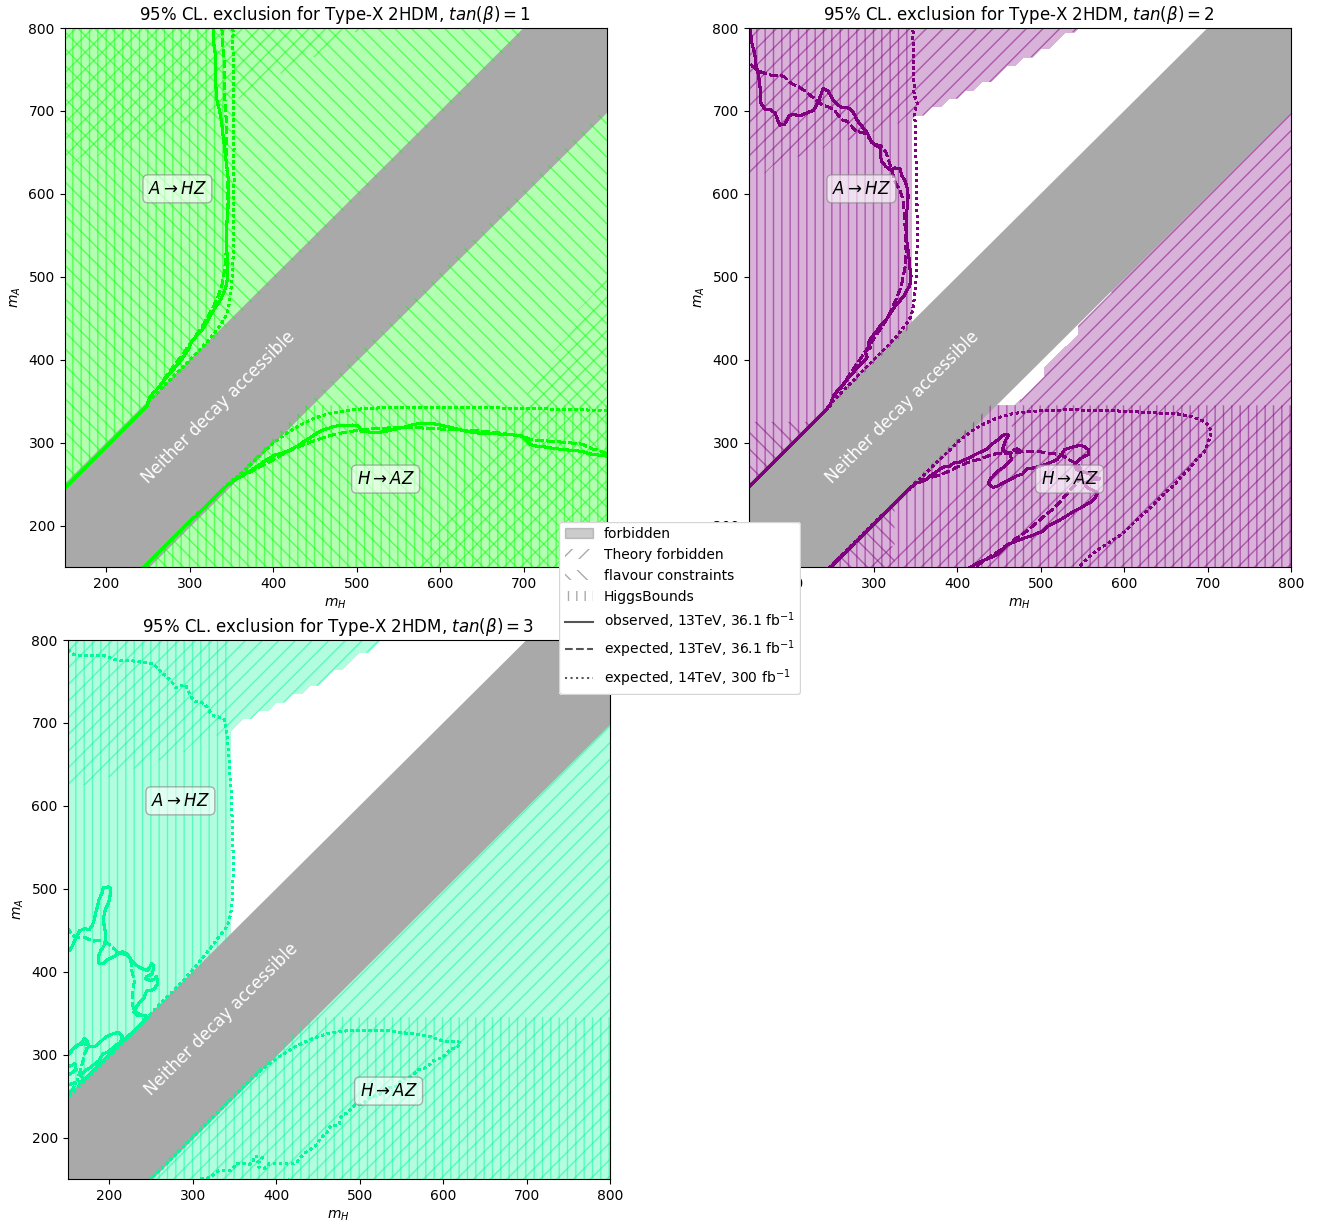 95% CL. exclusion for Type-X 2HDM, tan(β) = 1
800
700
600
500
400
300
200
m_A
A → HZ
Neither decay accessible
H → AZ
200
300
400
500
600
700
m_H
95% CL. exclusion for Type-X 2HDM, tan(β) = 2
800
700
600
500
400
300
m_A
A → HZ
Neither decay accessible
H → AZ
300
400
500
600
700
800
m_H
forbidden
Theory forbidden
flavour constraints
HiggsBounds
observed, 13TeV, 36.1 fb⁻¹
expected, 13TeV, 36.1 fb⁻¹
expected, 14TeV, 300 fb⁻¹
95% CL. exclusion for Type-X 2HDM, tan(β) = 3
800
700
600
500
400
300
200
m_A
A → HZ
Neither decay accessible
H → AZ
200
300
400
500
600
700
800
m_H